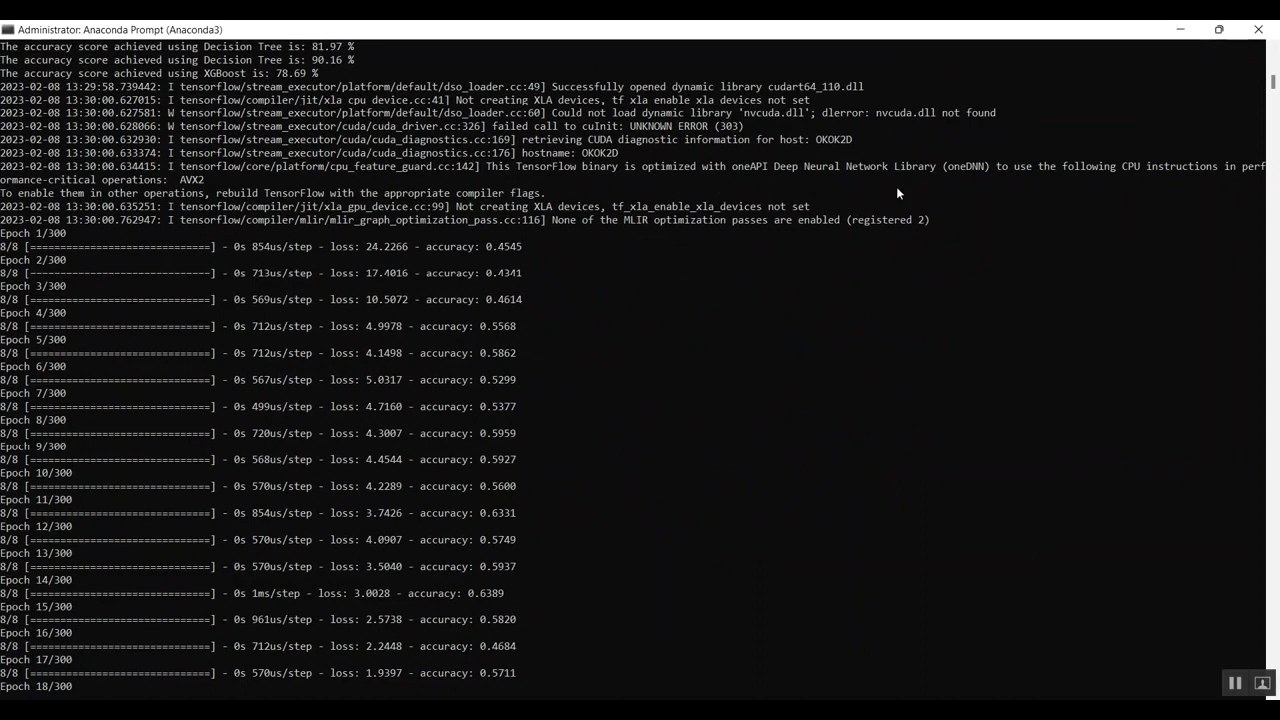 Administrator: Anaconda Prompt (Anaconda3)
The accuracy score achieved using Decision Tree is: 81.97 %
The accuracy score achieved using Decision Tree is: 90.16 %
The accuracy score achieved using XGBoost is: 78.69 %
2023-02-08 13:29:58.739442: I tensorflow/stream_executor/platform/default/dso_loader.cc:49] Successfully opened dynamic library cudart64_110.dll
2023-02-08 13:30:00.627015: I tensorflow/compiler/jit/xla_cpu_device.cc:41] Not creating XLA devices, tf_xla_enable_xla_devices not set
2023-02-08 13:30:00.627581: W tensorflow/stream_executor/platform/default/dso_loader.cc:60] Could not load dynamic library 'nvcuda.dll'; dlerror: nvcuda.dll not found
2023-02-08 13:30:00.628066: W tensorflow/stream_executor/cuda/cuda_driver.cc:326] failed call to cuInit: UNKNOWN ERROR (303)
2023-02-08 13:30:00.632930: I tensorflow/stream_executor/cuda/cuda_diagnostics.cc:169] retrieving CUDA diagnostic information for host: OKOK2D
2023-02-08 13:30:00.633374: I tensorflow/stream_executor/cuda/cuda_diagnostics.cc:176] hostname: OKOK2D
2023-02-08 13:30:00.634415: I tensorflow/core/platform/cpu_feature_guard.cc:142] This TensorFlow binary is optimized with oneAPI Deep Neural Network Library (oneDNN) to use the following CPU instructions in perf
ormance-critical operations:  AVX2
To enable them in other operations, rebuild TensorFlow with the appropriate compiler flags.
2023-02-08 13:30:00.635251: I tensorflow/compiler/jit/xla_gpu_device.cc:99] Not creating XLA devices, tf_xla_enable_xla_devices not set
2023-02-08 13:30:00.762947: I tensorflow/compiler/mlir/mlir_graph_optimization_pass.cc:116] None of the MLIR optimization passes are enabled (registered 2)
Epoch 1/300
8/8 [==============================] - 0s 854us/step - loss: 24.2266 - accuracy: 0.4545
Epoch 2/300
8/8 [==============================] - 0s 713us/step - loss: 17.4016 - accuracy: 0.4341
Epoch 3/300
8/8 [==============================] - 0s 569us/step - loss: 10.5072 - accuracy: 0.4614
Epoch 4/300
8/8 [==============================] - 0s 712us/step - loss: 4.9978 - accuracy: 0.5568
Epoch 5/300
8/8 [==============================] - 0s 712us/step - loss: 4.1498 - accuracy: 0.5862
Epoch 6/300
8/8 [==============================] - 0s 567us/step - loss: 5.0317 - accuracy: 0.5299
Epoch 7/300
8/8 [==============================] - 0s 499us/step - loss: 4.7160 - accuracy: 0.5377
Epoch 8/300
8/8 [==============================] - 0s 720us/step - loss: 4.3007 - accuracy: 0.5959
Epoch 9/300
8/8 [==============================] - 0s 568us/step - loss: 4.4544 - accuracy: 0.5927
Epoch 10/300
8/8 [==============================] - 0s 570us/step - loss: 4.2289 - accuracy: 0.5600
Epoch 11/300
8/8 [==============================] - 0s 854us/step - loss: 3.7426 - accuracy: 0.6331
Epoch 12/300
8/8 [==============================] - 0s 570us/step - loss: 4.0907 - accuracy: 0.5749
Epoch 13/300
8/8 [==============================] - 0s 570us/step - loss: 3.5040 - accuracy: 0.5937
Epoch 14/300
8/8 [==============================] - 0s 1ms/step - loss: 3.0028 - accuracy: 0.6389
Epoch 15/300
8/8 [==============================] - 0s 961us/step - loss: 2.5738 - accuracy: 0.5820
Epoch 16/300
8/8 [==============================] - 0s 712us/step - loss: 2.2448 - accuracy: 0.4684
Epoch 17/300
8/8 [==============================] - 0s 570us/step - loss: 1.9397 - accuracy: 0.5711
Epoch 18/300